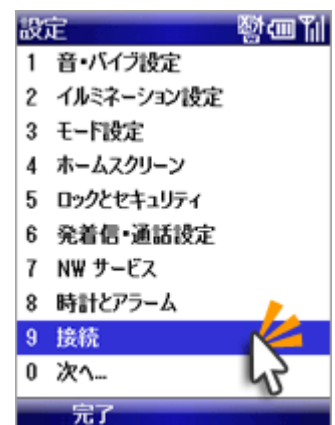 設定
1 音・バイブ設定
2 イルミネーション設定
3 モード設定
4 ホームスクリーン
5 ロックとセキュリティ
6 発着信・通話設定
7 NW サービス
8 時計とアラーム
9 接続
0 次へ...
完了